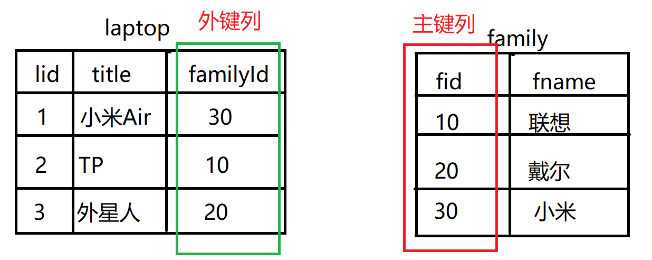 laptop 外键列 主键列 family
lid title familyId fid fname
1 小米Air 30 10 联想
2 TP 10 20 戴尔
3 外星人 20 30 小米